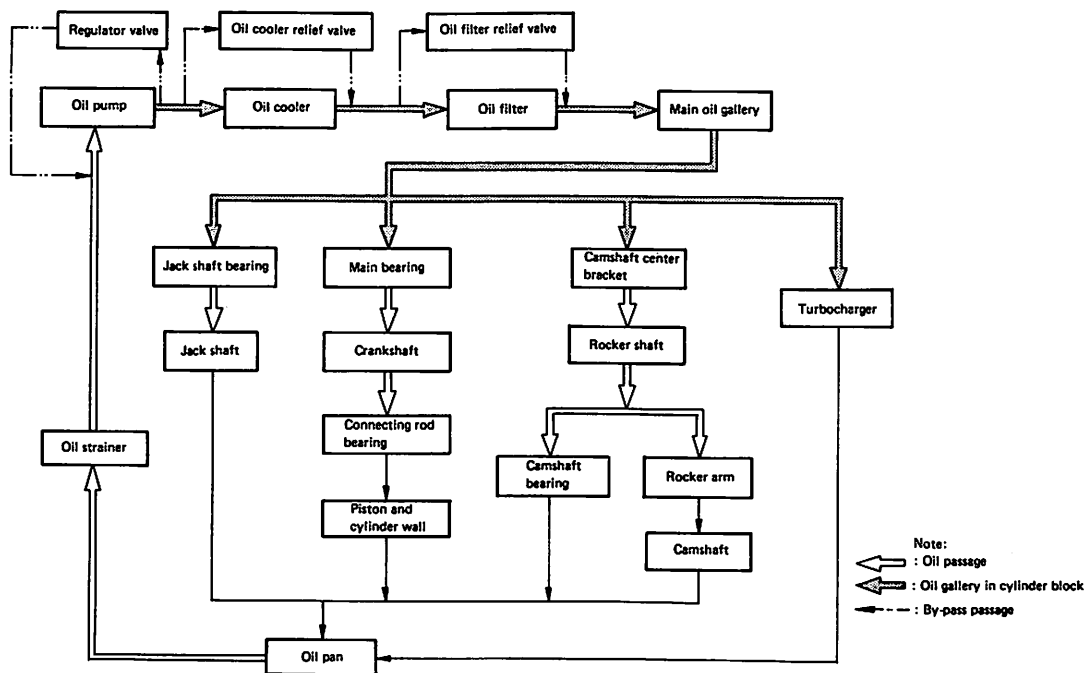 Regulator valve
Oil cooler relief valve
Oil filter relief valve
Oil pump
Oil cooler
Oil filter
Main oil gallery
Jack shaft bearing
Main bearing
Camshaft center
bracket
Turbocharger
Jack shaft
Crankshaft
Rocker shaft
Oil strainer
Connecting rod
bearing
Camshaft
bearing
Rocker arm
Piston and
cylinder wall
Camshaft
Oil pan
Note:
: Oil passage
: Oil gallery in cylinder block
: By-pass passage